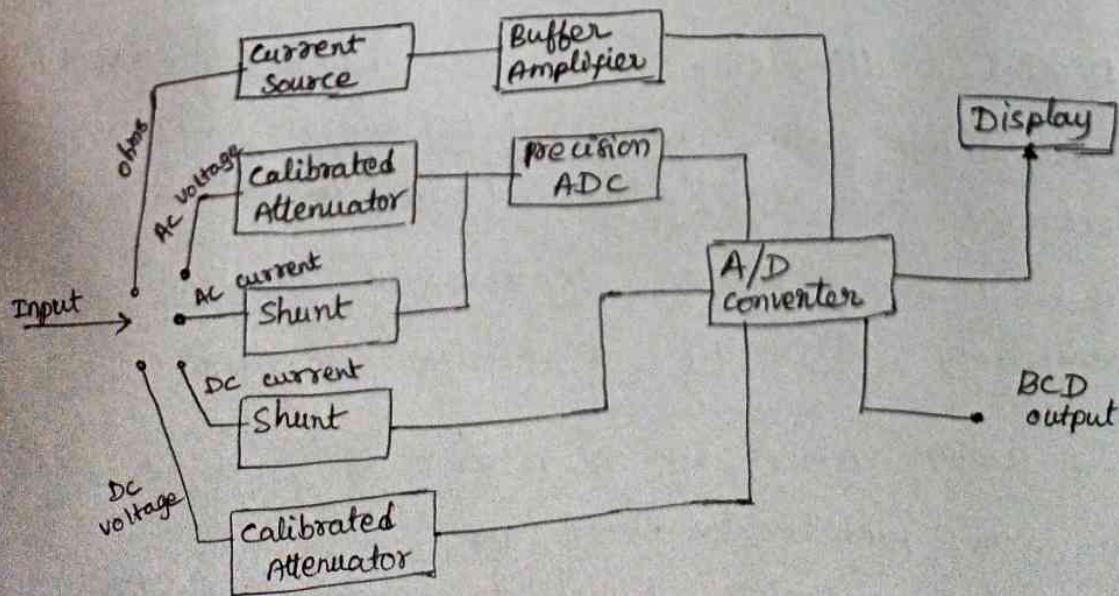 Current
Source
Buffer
Amplifier
Display
ohms
AC voltage
Calibrated
Attenuator
Precision
ADC
AC current
Input
Shunt
A/D
Converter
DC current
Shunt
BCD
output
DC
voltage
Calibrated
Attenuator